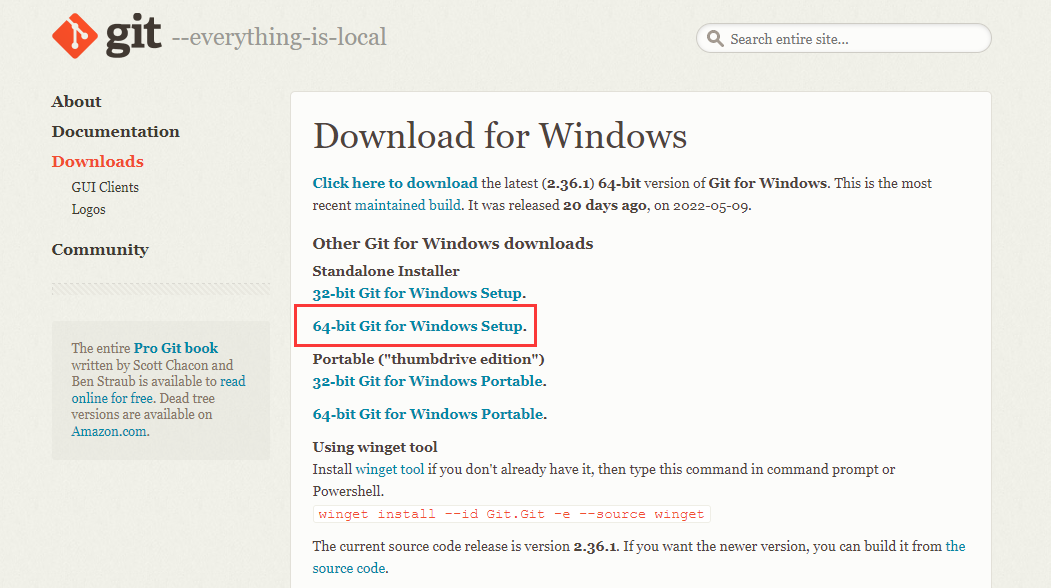 git --everything-is-local
Search entire site...
About
Documentation
Downloads
GUI Clients
Logos
Community
The entire Pro Git book
written by Scott Chacon and
Ben Straub is available to read
online for free. Dead tree
versions are available on
Amazon.com.
Download for Windows
Click here to download the latest (2.36.1) 64-bit version of Git for Windows. This is the most
recent maintained build. It was released 20 days ago, on 2022-05-09.
Other Git for Windows downloads
Standalone Installer
32-bit Git for Windows Setup.
64-bit Git for Windows Setup.
Portable ("thumbdrive edition")
32-bit Git for Windows Portable.
64-bit Git for Windows Portable.
Using winget tool
Install winget tool if you don't already have it, then type this command in command prompt or
Powershell.
winget install --id Git.Git -e --source winget
The current source code release is version 2.36.1. If you want the newer version, you can build it from the
source code.